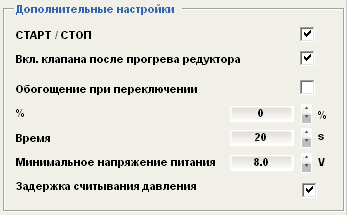 Дополнительные настройки
СТАРТ / СТОП
Вкл. клапана после прогрева редуктора
Обогощение при переключении
% 0 %
Время 20 s
Минимальное напряжение питания 8.0 V
Задержка считывания давления